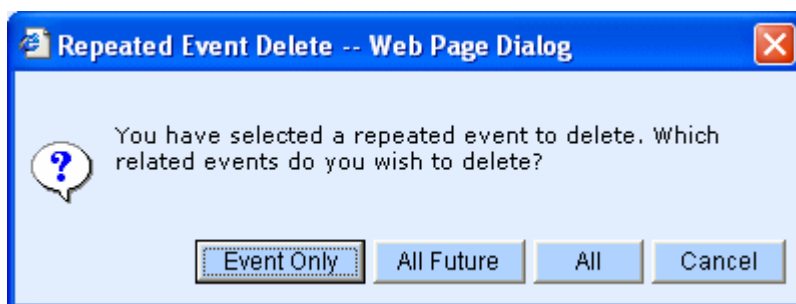 Repeated Event Delete -- Web Page Dialog
You have selected a repeated event to delete. Which
related events do you wish to delete?
Event Only All Future All Cancel